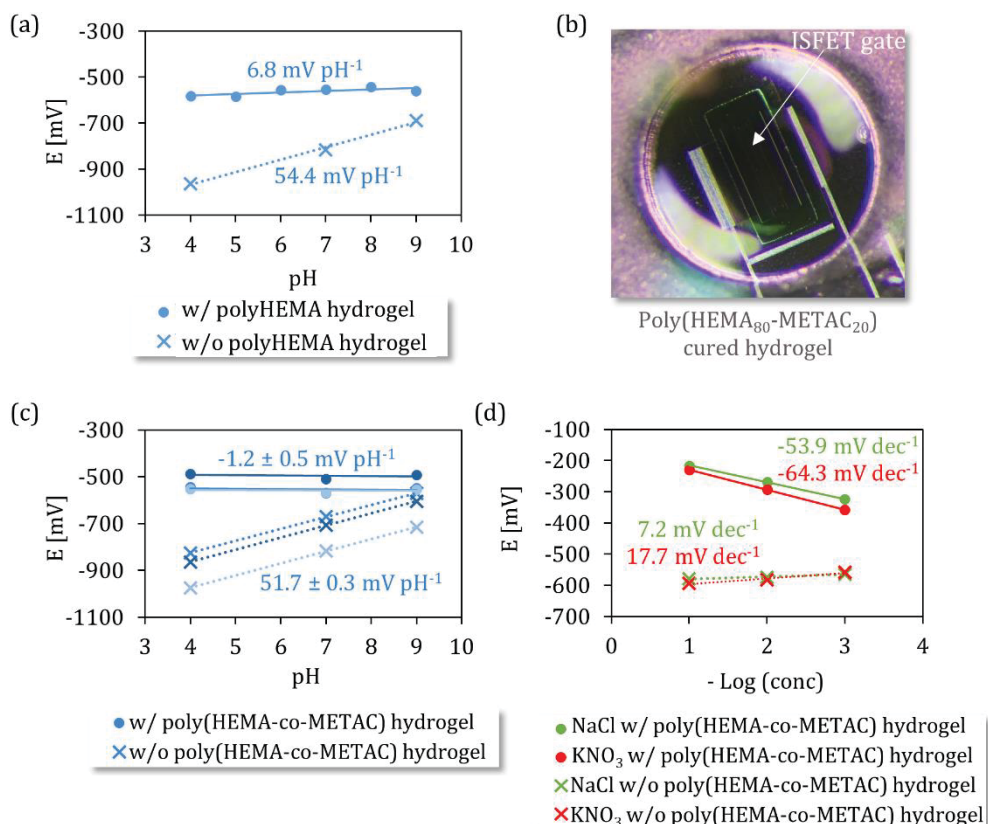 (a)
-300
-500
-700
-900
-1100
E [mV]
6.8 mV pH⁻¹
54.4 mV pH⁻¹
3 4 5 6 7 8 9 10
pH
w/ polyHEMA hydrogel
w/o polyHEMA hydrogel
(b)
ISFET gate
Poly(HEMA₈₀-METAC₂₀)
cured hydrogel
(c)
-300
-500
-700
-900
-1100
E [mV]
-1.2 ± 0.5 mV pH⁻¹
51.7 ± 0.3 mV pH⁻¹
3 4 5 6 7 8 9 10
pH
w/ poly(HEMA-co-METAC) hydrogel
w/o poly(HEMA-co-METAC) hydrogel
(d)
-100
-200
-300
-400
-500
-600
-700
E [mV]
-53.9 mV dec⁻¹
-64.3 mV dec⁻¹
7.2 mV dec⁻¹
17.7 mV dec⁻¹
0 1 2 3 4
- Log (conc)
NaCl w/ poly(HEMA-co-METAC) hydrogel
KNO₃ w/ poly(HEMA-co-METAC) hydrogel
NaCl w/o poly(HEMA-co-METAC) hydrogel
KNO₃ w/o poly(HEMA-co-METAC) hydrogel